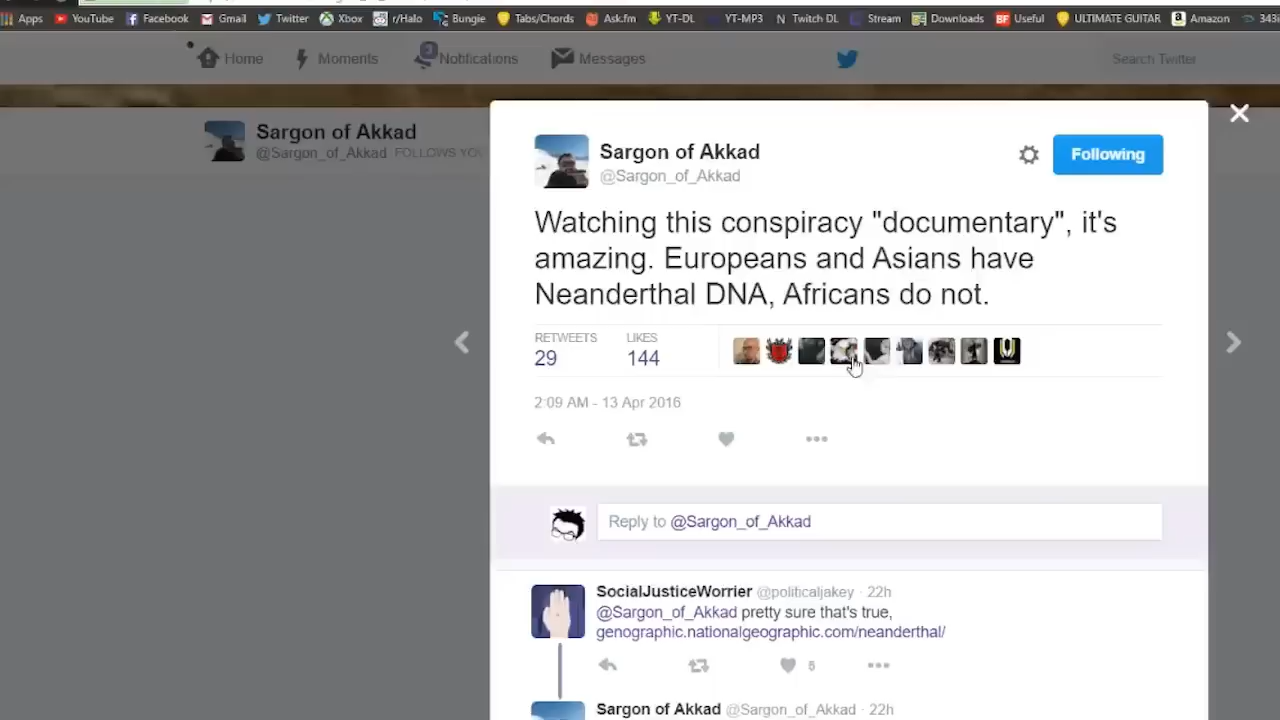 Apps YouTube Facebook Gmail Twitter Xbox r/Halo Bungie Tabs/Chords Ask.fm YT-DL YT-MP3 Twitch DL Stream Downloads Useful ULTIMATE GUITAR Amazon 343i
Home Moments Notifications Messages Search Twitter
Sargon of Akkad
@Sargon_of_Akkad FOLLOWS YOU
Sargon of Akkad
@Sargon_of_Akkad
Following
Watching this conspiracy "documentary", it's
amazing. Europeans and Asians have
Neanderthal DNA, Africans do not.
RETWEETS LIKES
29 144
2:09 AM - 13 Apr 2016
Reply to @Sargon_of_Akkad
SocialJusticeWorrier @politicaljakey · 22h
@Sargon_of_Akkad pretty sure that's true,
genographic.nationalgeographic.com/neanderthal/
5
Sargon of Akkad @Sargon_of_Akkad · 22h